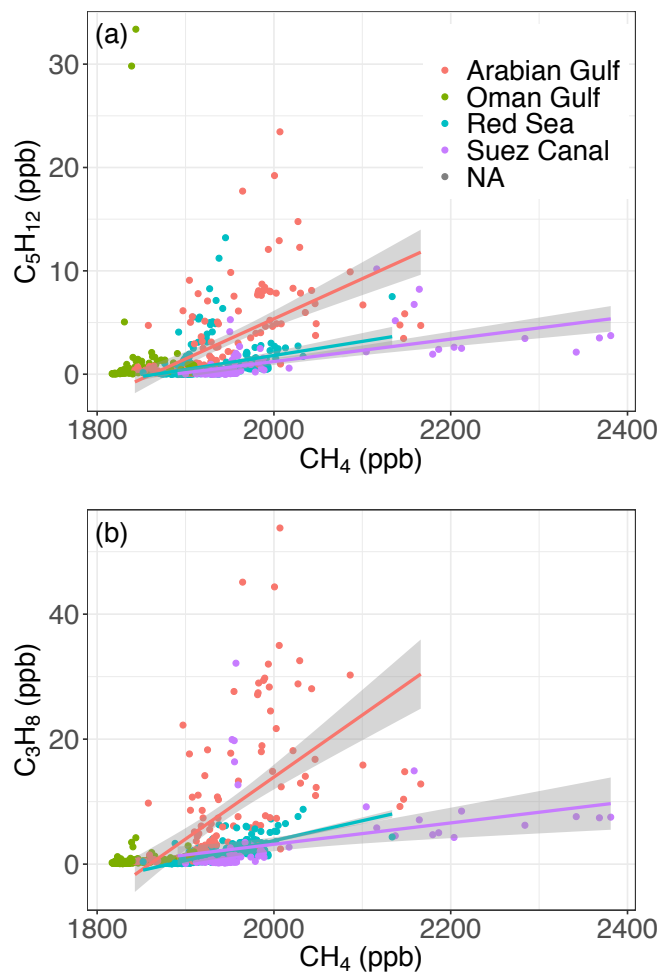 (a)
Arabian Gulf
Oman Gulf
Red Sea
Suez Canal
NA
C₅H₁₂ (ppb)
30
20
10
0
1800 2000 2200 2400
CH₄ (ppb)
(b)
C₃H₈ (ppb)
40
20
0
1800 2000 2200 2400
CH₄ (ppb)